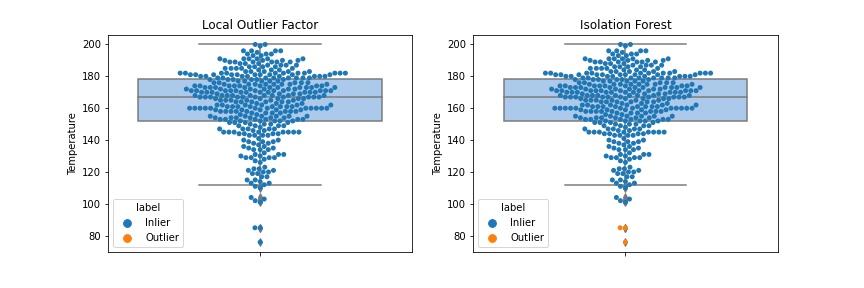 Local Outlier Factor
200
180
160
140
120
100
80
Temperature
label
Inlier
Outlier
Isolation Forest
200
180
160
140
120
100
80
Temperature
label
Inlier
Outlier